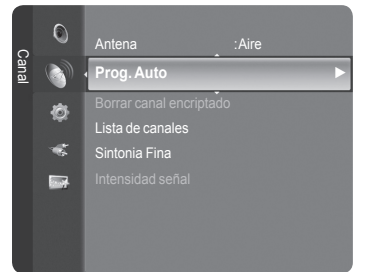 Canal
Antena :Aire
Prog. Auto
Borrar canal encriptado
Lista de canales
Sintonia Fina
Intensidad señal